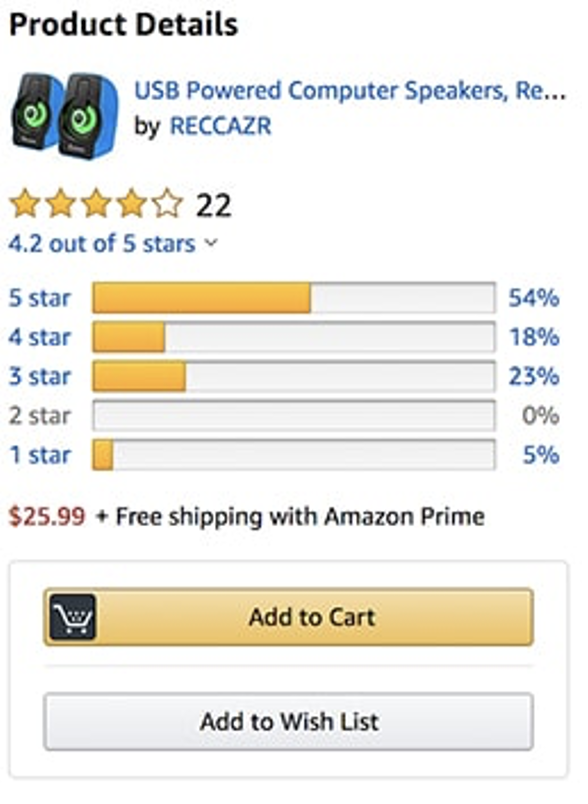 Product Details
USB Powered Computer Speakers, Re...
by RECCAZR
22
4.2 out of 5 stars
5 star 54%
4 star 18%
3 star 23%
2 star 0%
1 star 5%
$25.99 + Free shipping with Amazon Prime
Add to Cart
Add to Wish List